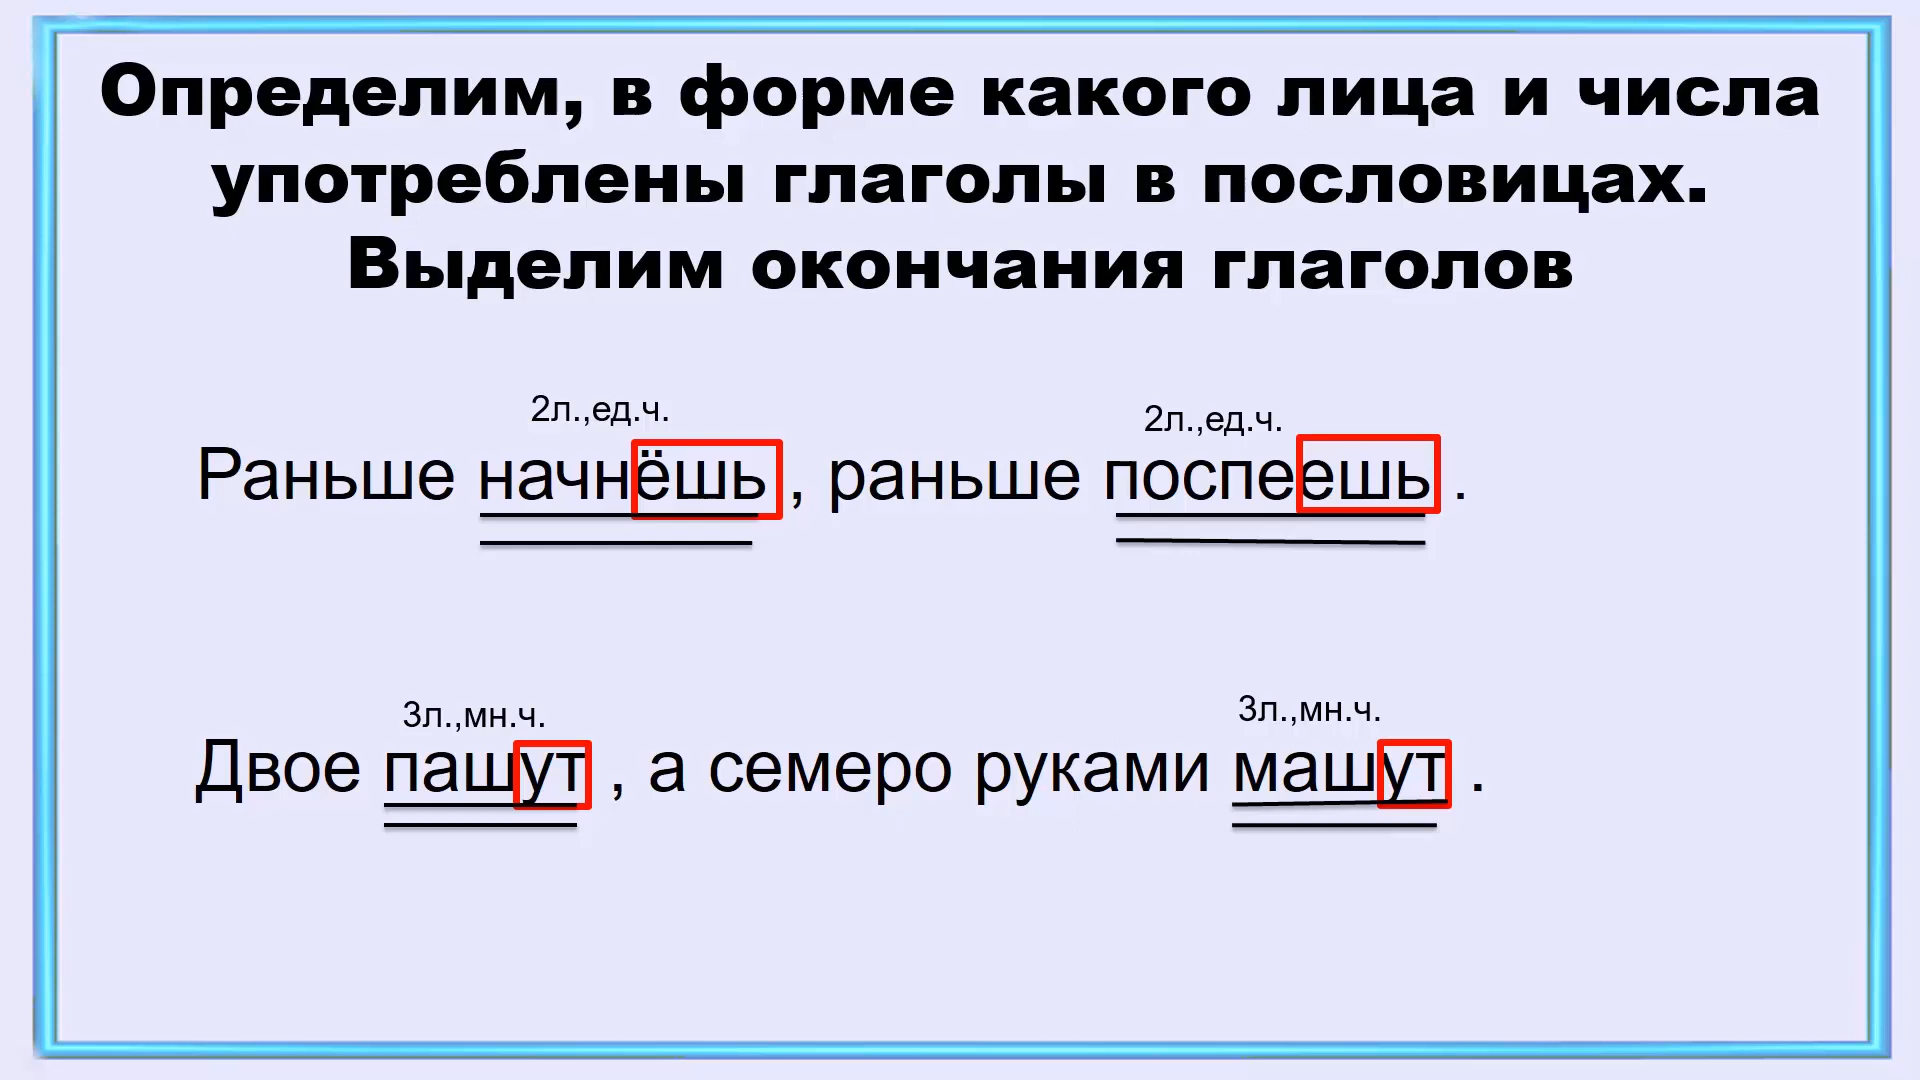 Определим, в форме какого лица и числа
употреблены глаголы в пословицах.
Выделим окончания глаголов
2л.,ед.ч. 2л.,ед.ч.
Раньше начнёшь , раньше поспеешь .
3л.,мн.ч. 3л.,мн.ч.
Двое пашут , а семеро руками машут .